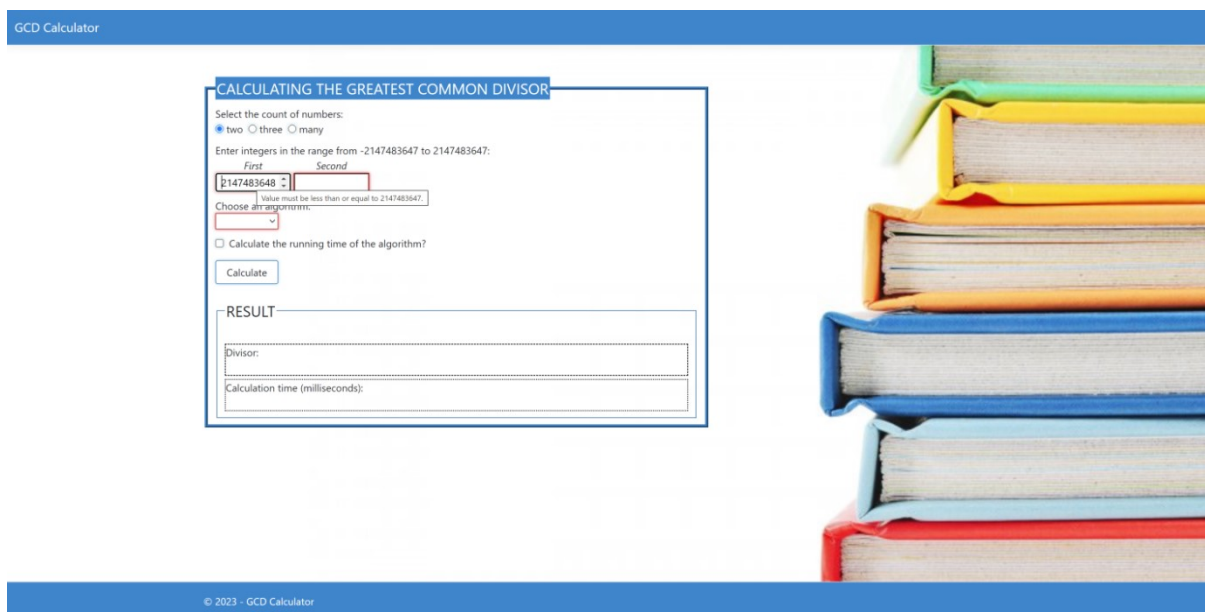 GCD Calculator
CALCULATING THE GREATEST COMMON DIVISOR
Select the count of numbers:
two three many
Enter integers in the range from -2147483647 to 2147483647:
First Second
2147483648
Value must be less than or equal to 2147483647.
Choose an algorithm:
Calculate the running time of the algorithm?
Calculate
RESULT
Divisor:
Calculation time (milliseconds):
© 2023 - GCD Calculator